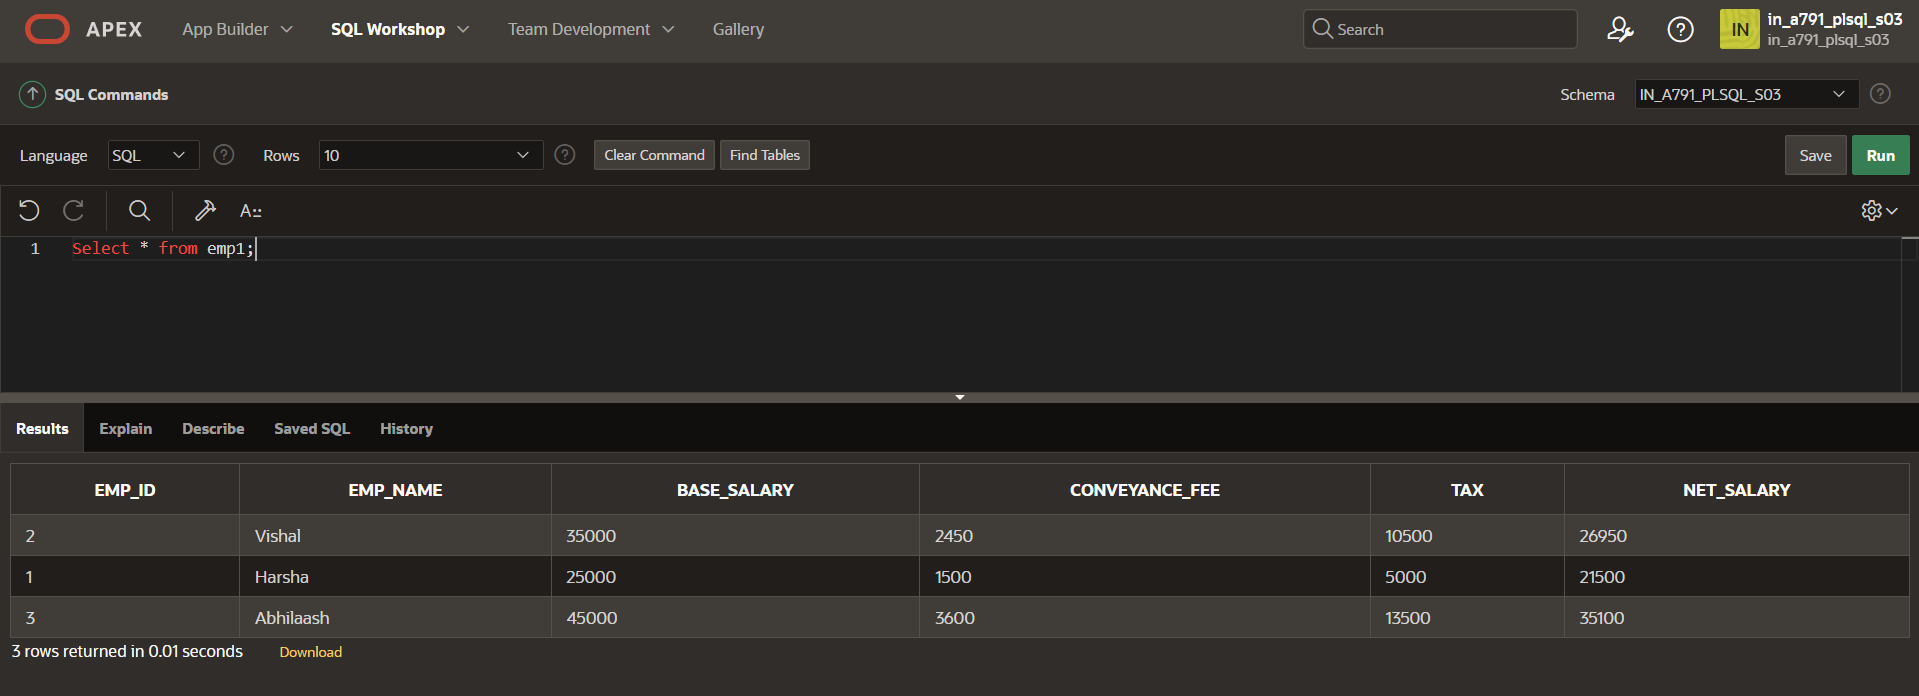 APEX App Builder SQL Workshop Team Development Gallery Search ? IN in_a791_plsql_s03
in_a791_plsql_s03
SQL Commands Schema IN_A791_PLSQL_S03 ?
Language SQL ? Rows 10 ? Clear Command Find Tables Save Run
A::
1 Select * from emp1;
Results Explain Describe Saved SQL History
EMP_ID EMP_NAME BASE_SALARY CONVEYANCE_FEE TAX NET_SALARY
2 Vishal 35000 2450 10500 26950
1 Harsha 25000 1500 5000 21500
3 Abhilaash 45000 3600 13500 35100
3 rows returned in 0.01 seconds Download